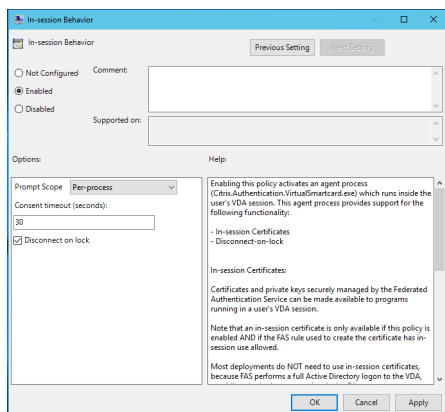 In-session Behavior
In-session Behavior
Previous Setting
Next Setting
Not Configured
Comment:
Enabled
Disabled
Supported on:
Options:
Help:
Prompt Scope Per-process
Consent timeout (seconds):
30
Disconnect on lock
Enabling this policy activates an agent process
(Citrix.Authentication.VirtualSmartcard.exe) which runs inside the
user's VDA session. This agent process provides support for the
following functionality:
- In-session Certificates
- Disconnect-on-lock
In-session Certificates:
Certificates and private keys securely managed by the Federated
Authentication Service can be made available to programs
running in a user's VDA session.
Note that an in-session certificate is only available if this policy is
enabled AND if the FAS rule used to create the certificate has in-
session use allowed.
Most deployments do NOT need to use in-session certificates,
because FAS performs a full Active Directory logon to the VDA,
OK
Cancel
Apply